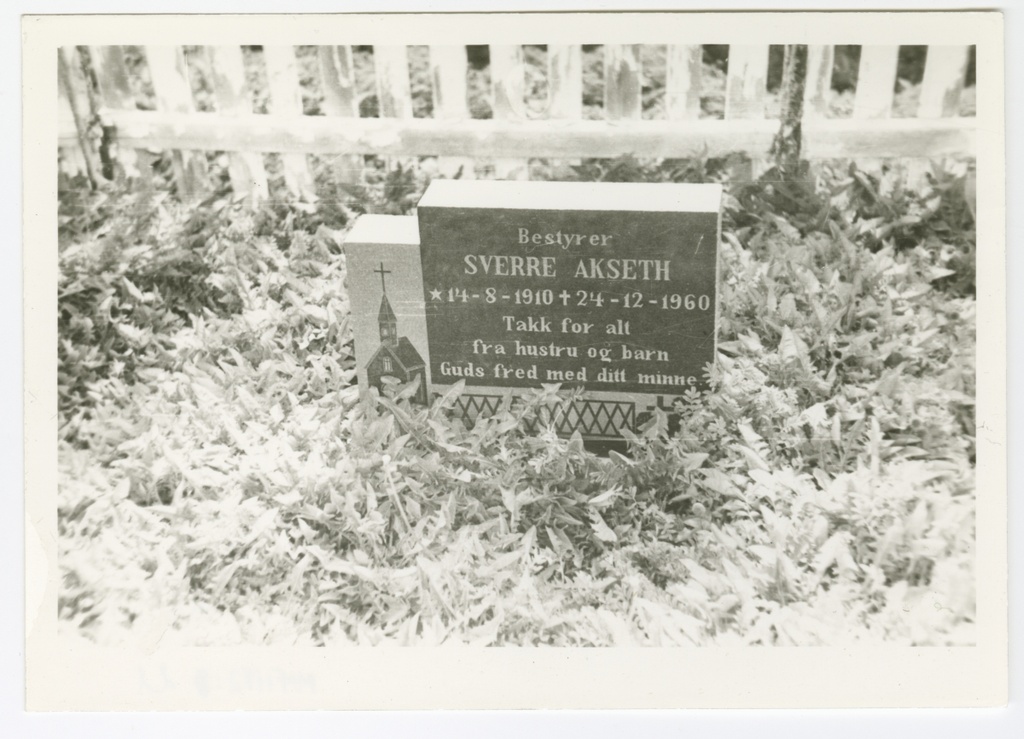 Bestyrer
SVERRE AKSETH
★ 14-8-1910 † 24-12-1960
Takk for alt
fra hustru og barn
Guds fred med ditt minne